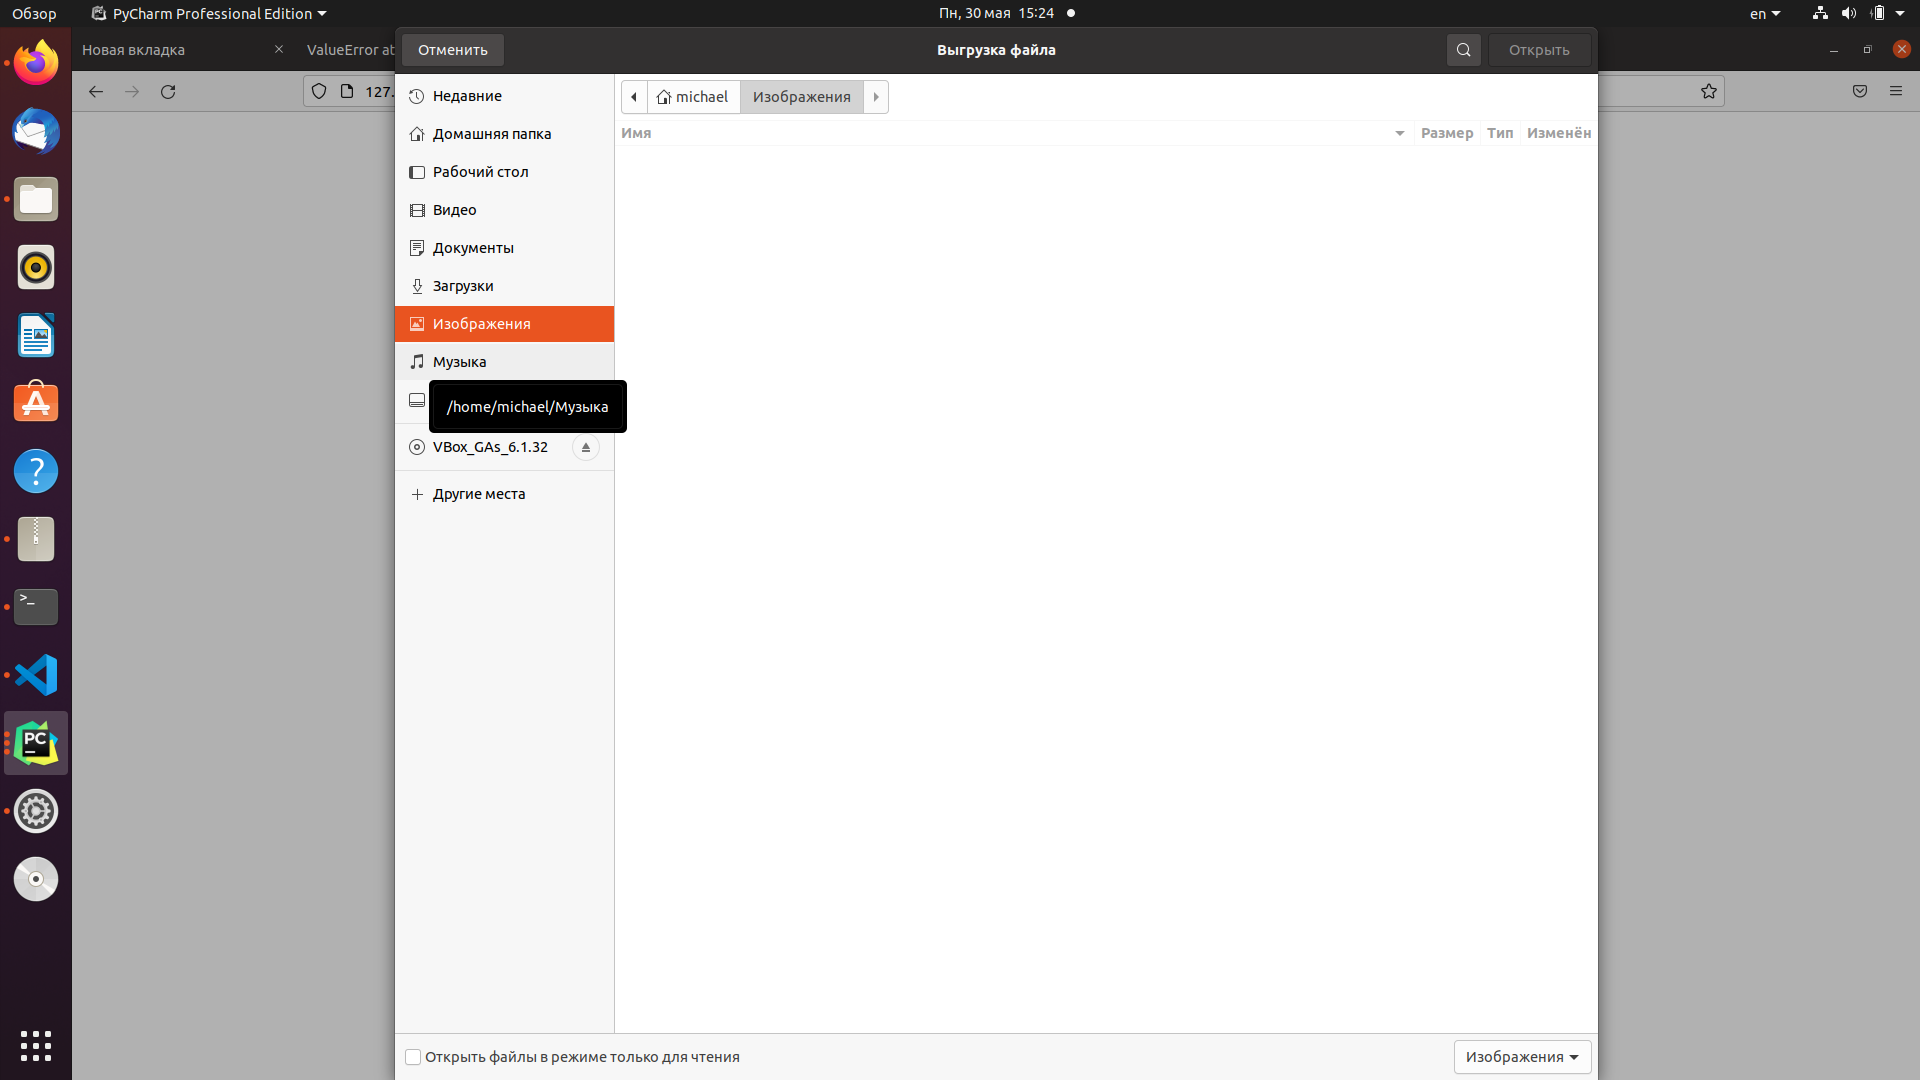 Обзор
PyCharm Professional Edition
Пн, 30 мая 15:24
en
Новая вкладка
ValueError at
Отменить
Выгрузка файла
Открыть
127.
Недавние
Домашняя папка
Рабочий стол
Видео
Документы
Загрузки
Изображения
Музыка
/home/michael/Музыка
VBox_GAs_6.1.32
Другие места
michael
Изображения
Имя
Размер
Тип
Изменён
>_
?
PC
Открыть файлы в режиме только для чтения
Изображения